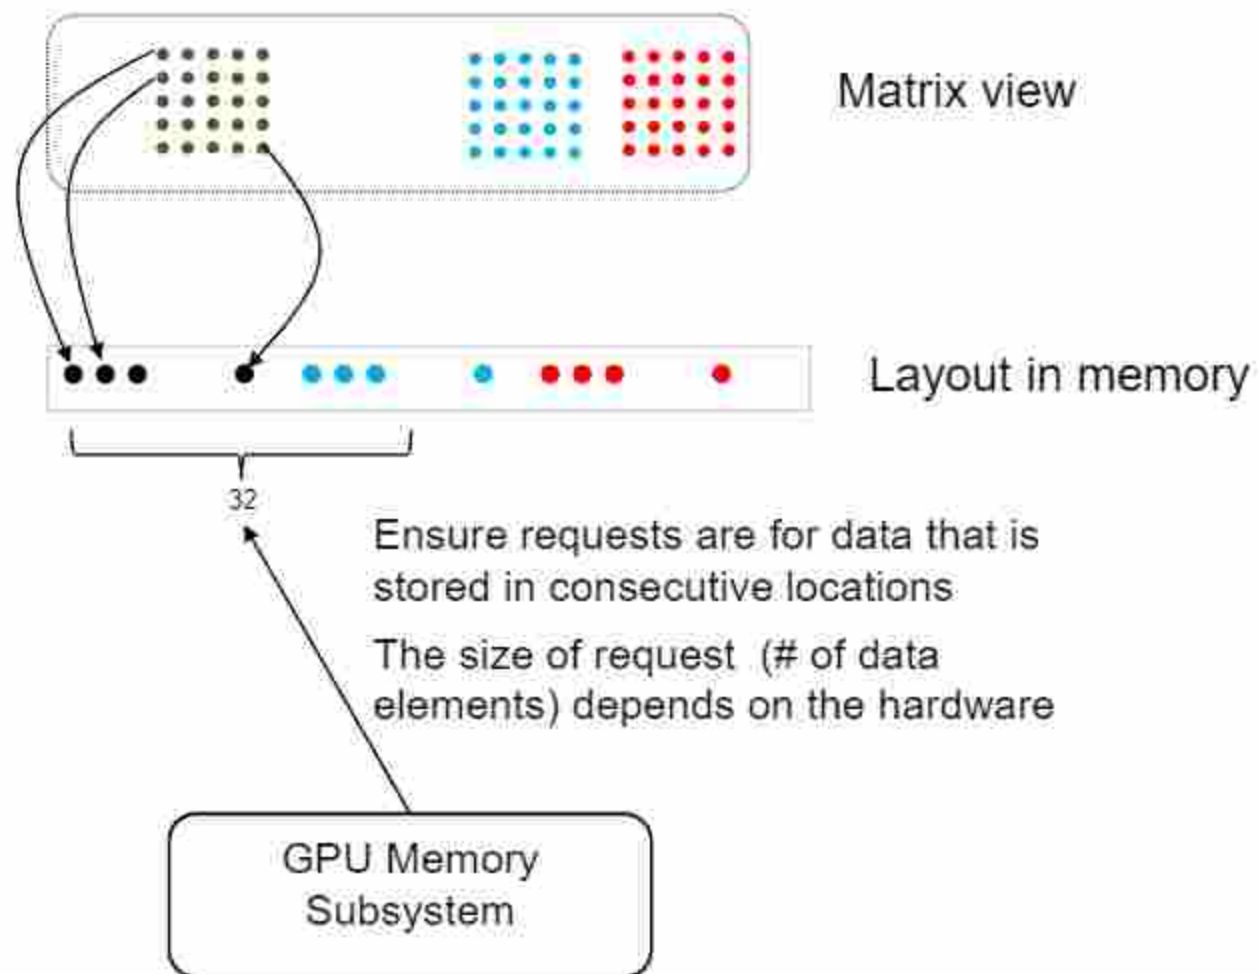 Matrix view
Layout in memory
32
Ensure requests are for data that is
stored in consecutive locations
The size of request (# of data
elements) depends on the hardware
GPU Memory
Subsystem